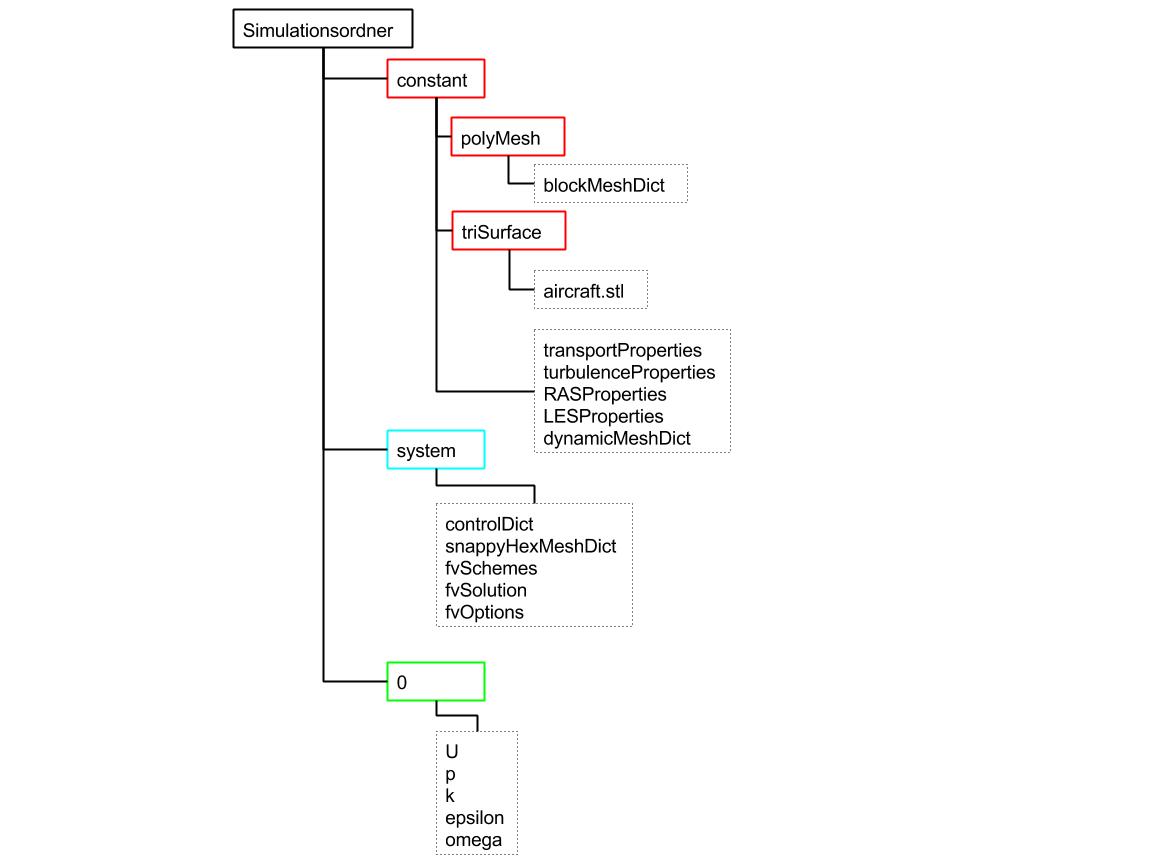 Simulationsordner
constant
polyMesh
blockMeshDict
triSurface
aircraft.stl
transportProperties
turbulenceProperties
RASProperties
LESProperties
dynamicMeshDict
system
controlDict
snappyHexMeshDict
fvSchemes
fvSolution
fvOptions
0
U
p
k
epsilon
omega